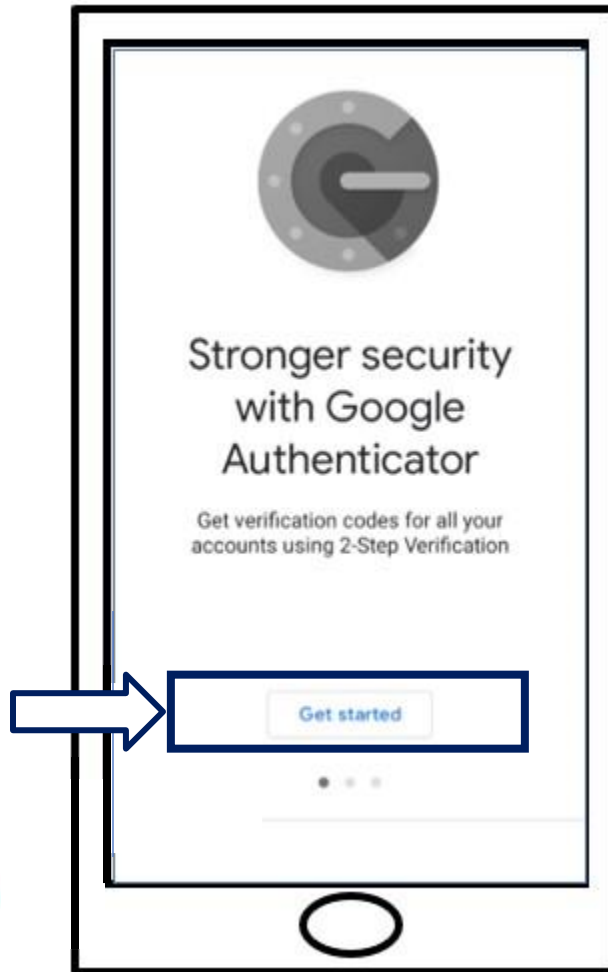 Stronger security
with Google
Authenticator
Get verification codes for all your
accounts using 2-Step Verification
Get started